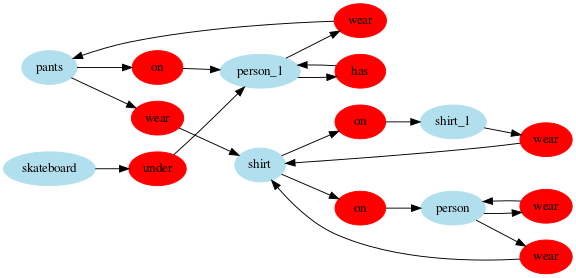 wear
pants
on
person_1
has
wear
on
shirt_1
wear
skateboard
under
shirt
on
person
wear
wear